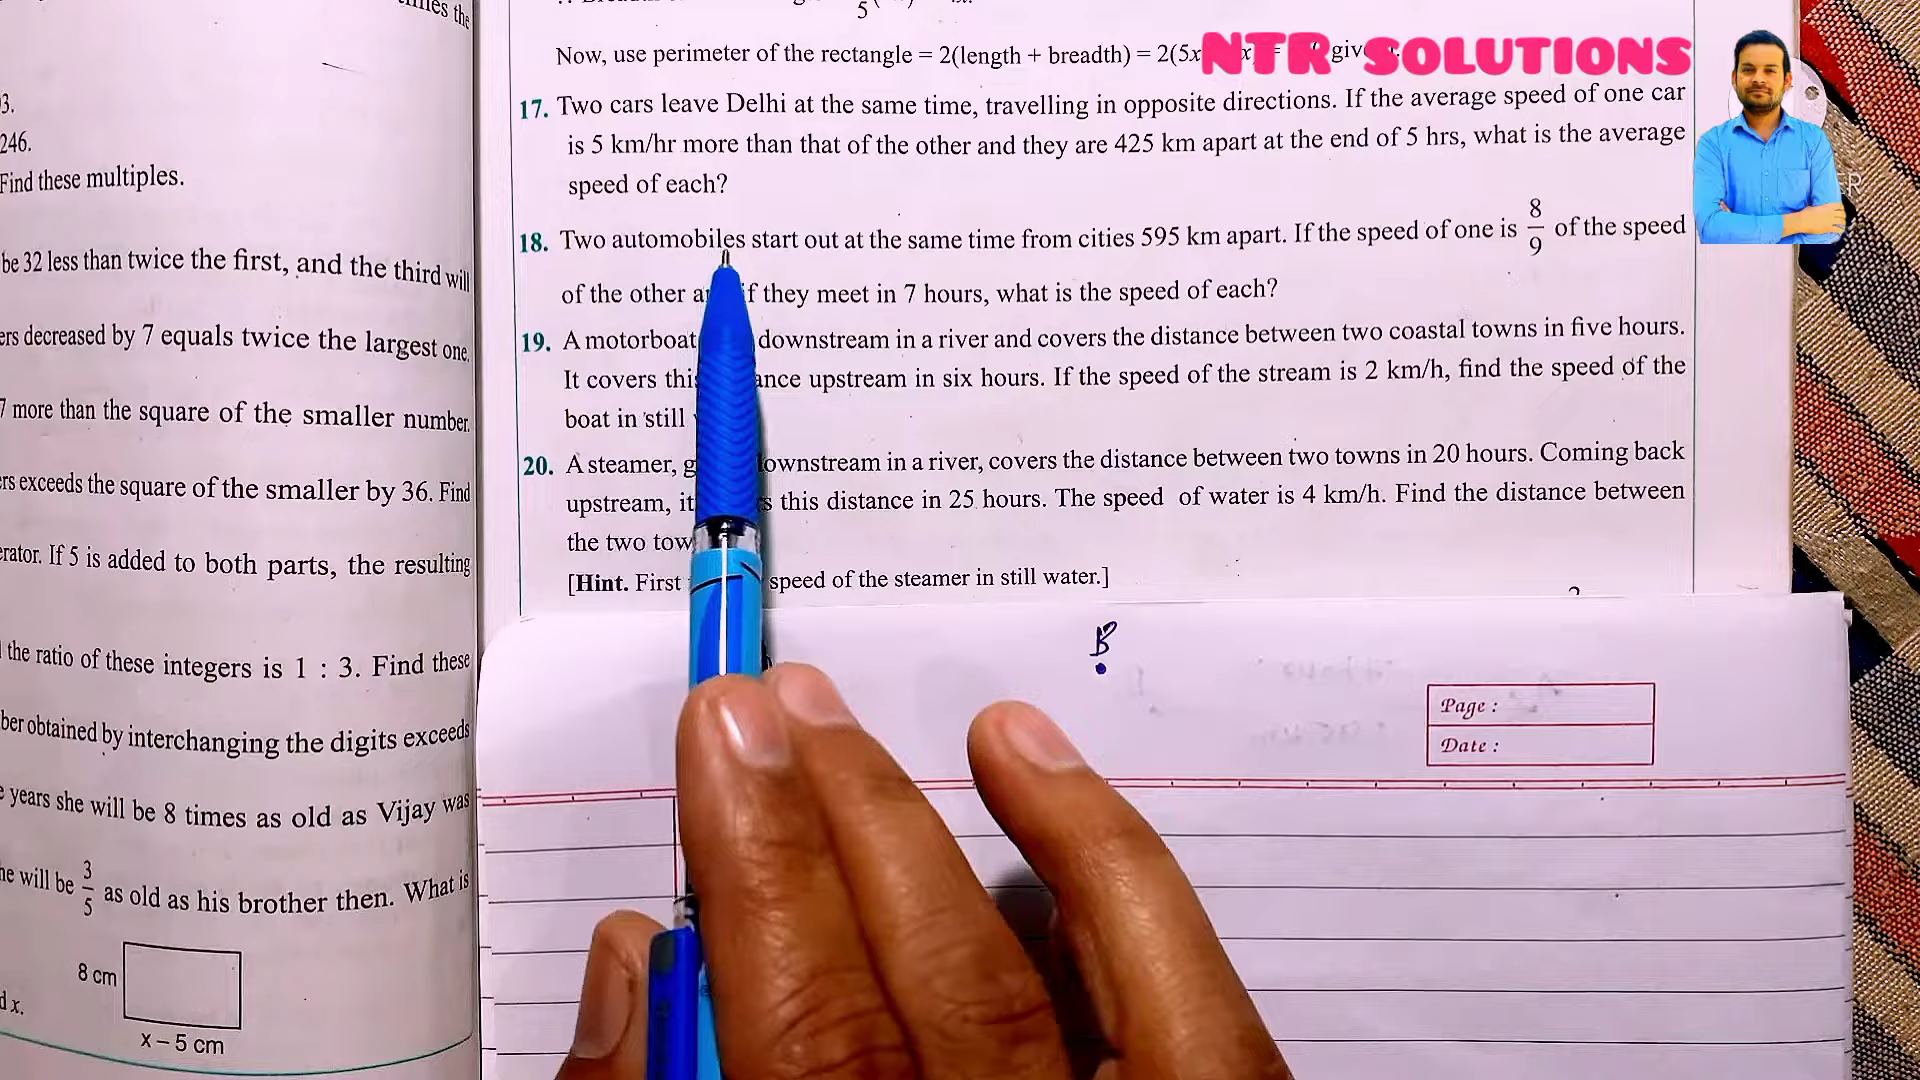 3.
246.
Find these multiples.
be 32 less than twice the first, and the third will
ers decreased by 7 equals twice the largest one.
7 more than the square of the smaller number.
rs exceeds the square of the smaller by 36. Find
erator. If 5 is added to both parts, the resulting
the ratio of these integers is 1 : 3. Find these
ber obtained by interchanging the digits exceeds
years she will be 8 times as old as Vijay was
he will be 3/5 as old as his brother then. What is
8 cm
d x.
x – 5 cm
Now, use perimeter of the rectangle = 2(length + breadth) = 2(5x
NTR SOLUTIONS
17. Two cars leave Delhi at the same time, travelling in opposite directions. If the average speed of one car
is 5 km/hr more than that of the other and they are 425 km apart at the end of 5 hrs, what is the average
speed of each?
18. Two automobiles start out at the same time from cities 595 km apart. If the speed of one is 8/9 of the speed
of the other if they meet in 7 hours, what is the speed of each?
19. A motorboat downstream in a river and covers the distance between two coastal towns in five hours.
It covers this upstream in six hours. If the speed of the stream is 2 km/h, find the speed of the
boat in still
20. A steamer, downstream in a river, covers the distance between two towns in 20 hours. Coming back
upstream, it this distance in 25 hours. The speed of water is 4 km/h. Find the distance between
the two
[Hint. First speed of the steamer in still water.]
B
Page :
Date :